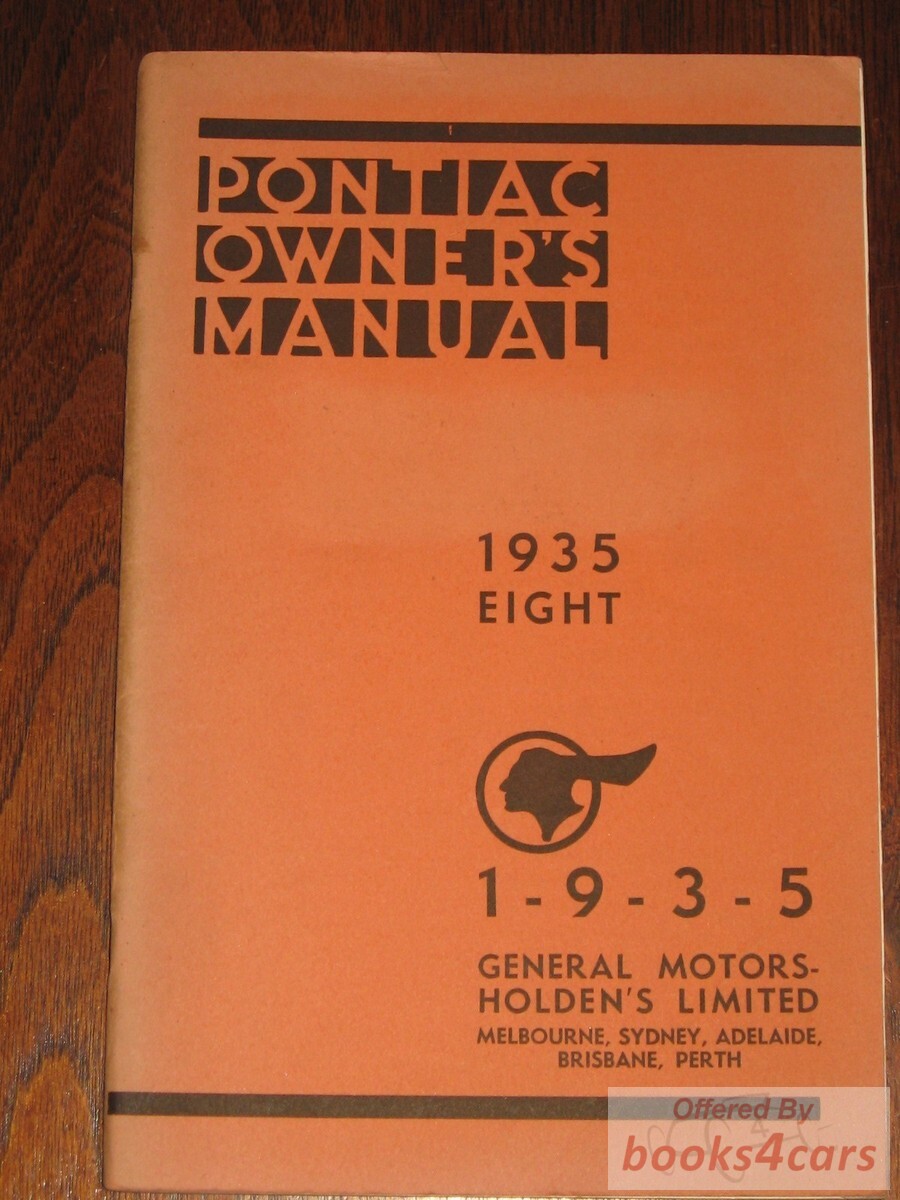 PONTIAC
OWNER'S
MANUAL
1935
EIGHT
1-9-3-5
GENERAL MOTORS-
HOLDEN'S LIMITED
MELBOURNE, SYDNEY, ADELAIDE,
BRISBANE, PERTH
Offered By
books4cars